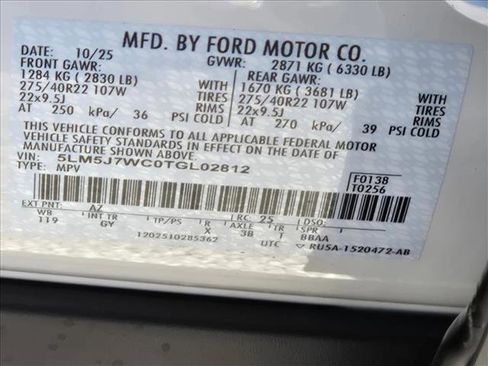 MFD. BY FORD MOTOR CO.
DATE: 10/25 GVWR: 2871 KG ( 6330 LB)
FRONT GAWR: REAR GAWR:
1284 KG ( 2830 LB) 1670 KG ( 3681 LB)
275/40R22 107W WITH TIRES 275/40R22 107W WITH TIRES
22x9.5J RIMS 22x9.5J RIMS
AT 250 kPa/ 36 PSI COLD AT 270 kPa/ 39 PSI COLD
THIS VEHICLE CONFORMS TO ALL APPLICABLE FEDERAL MOTOR
VEHICLE SAFETY STANDARDS IN EFFECT ON THE DATE OF
MANUFACTURE SHOWN ABOVE.
VIN: 5LM5J7WC0TGL02812
TYPE: MPV
F0138
T0256
EXT PNT: AZ RC: 25 DSO:
WB INT TR TP/PS R AXLE TR SPR
119 GY X 3B T BBAA
1202510285362 UTC RU5A-1520472-AB